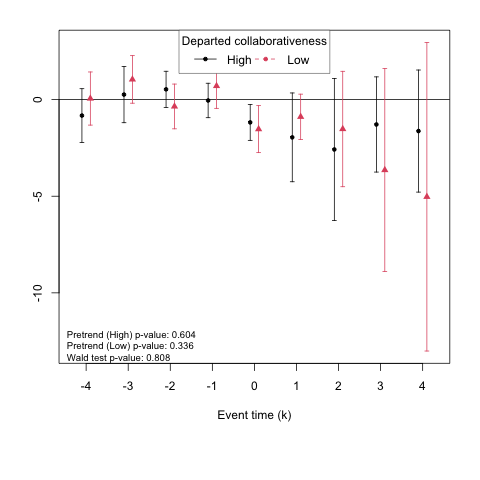 Departed collaborativeness
High Low
0
-5
-10
Pretrend (High) p-value: 0.604
Pretrend (Low) p-value: 0.336
Wald test p-value: 0.808
-4 -3 -2 -1 0 1 2 3 4
Event time (k)